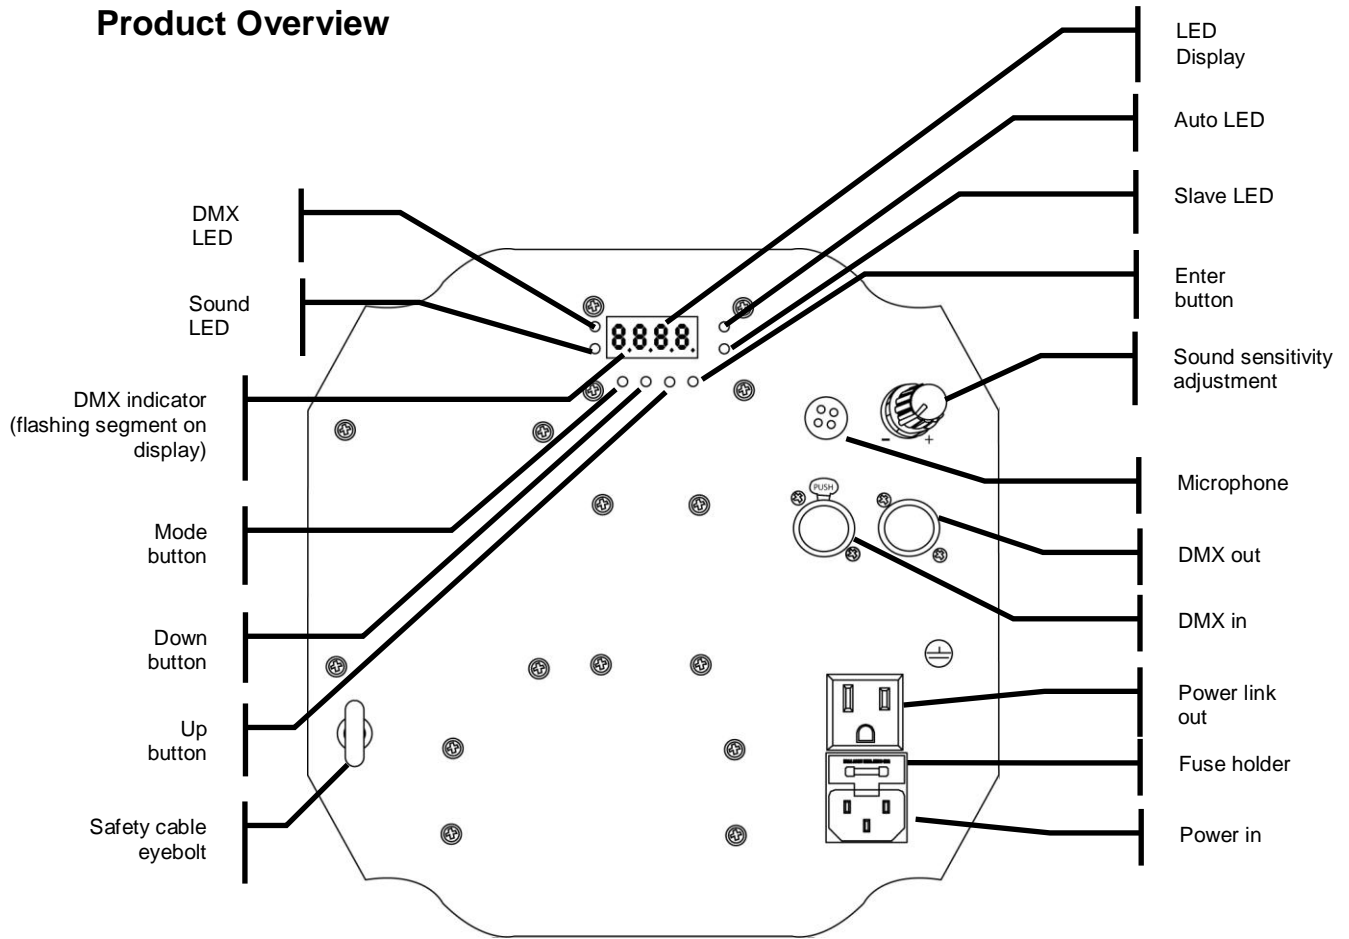 Product Overview
LED
Display
Auto LED
Slave LED
Enter
button
Sound sensitivity
adjustment
Microphone
DMX out
DMX in
Power link
out
Fuse holder
Power in
DMX
LED
Sound
LED
DMX indicator
(flashing segment on
display)
Mode
button
Down
button
Up
button
Safety cable
eyebolt
8.8.8.8.
- +
PUSH